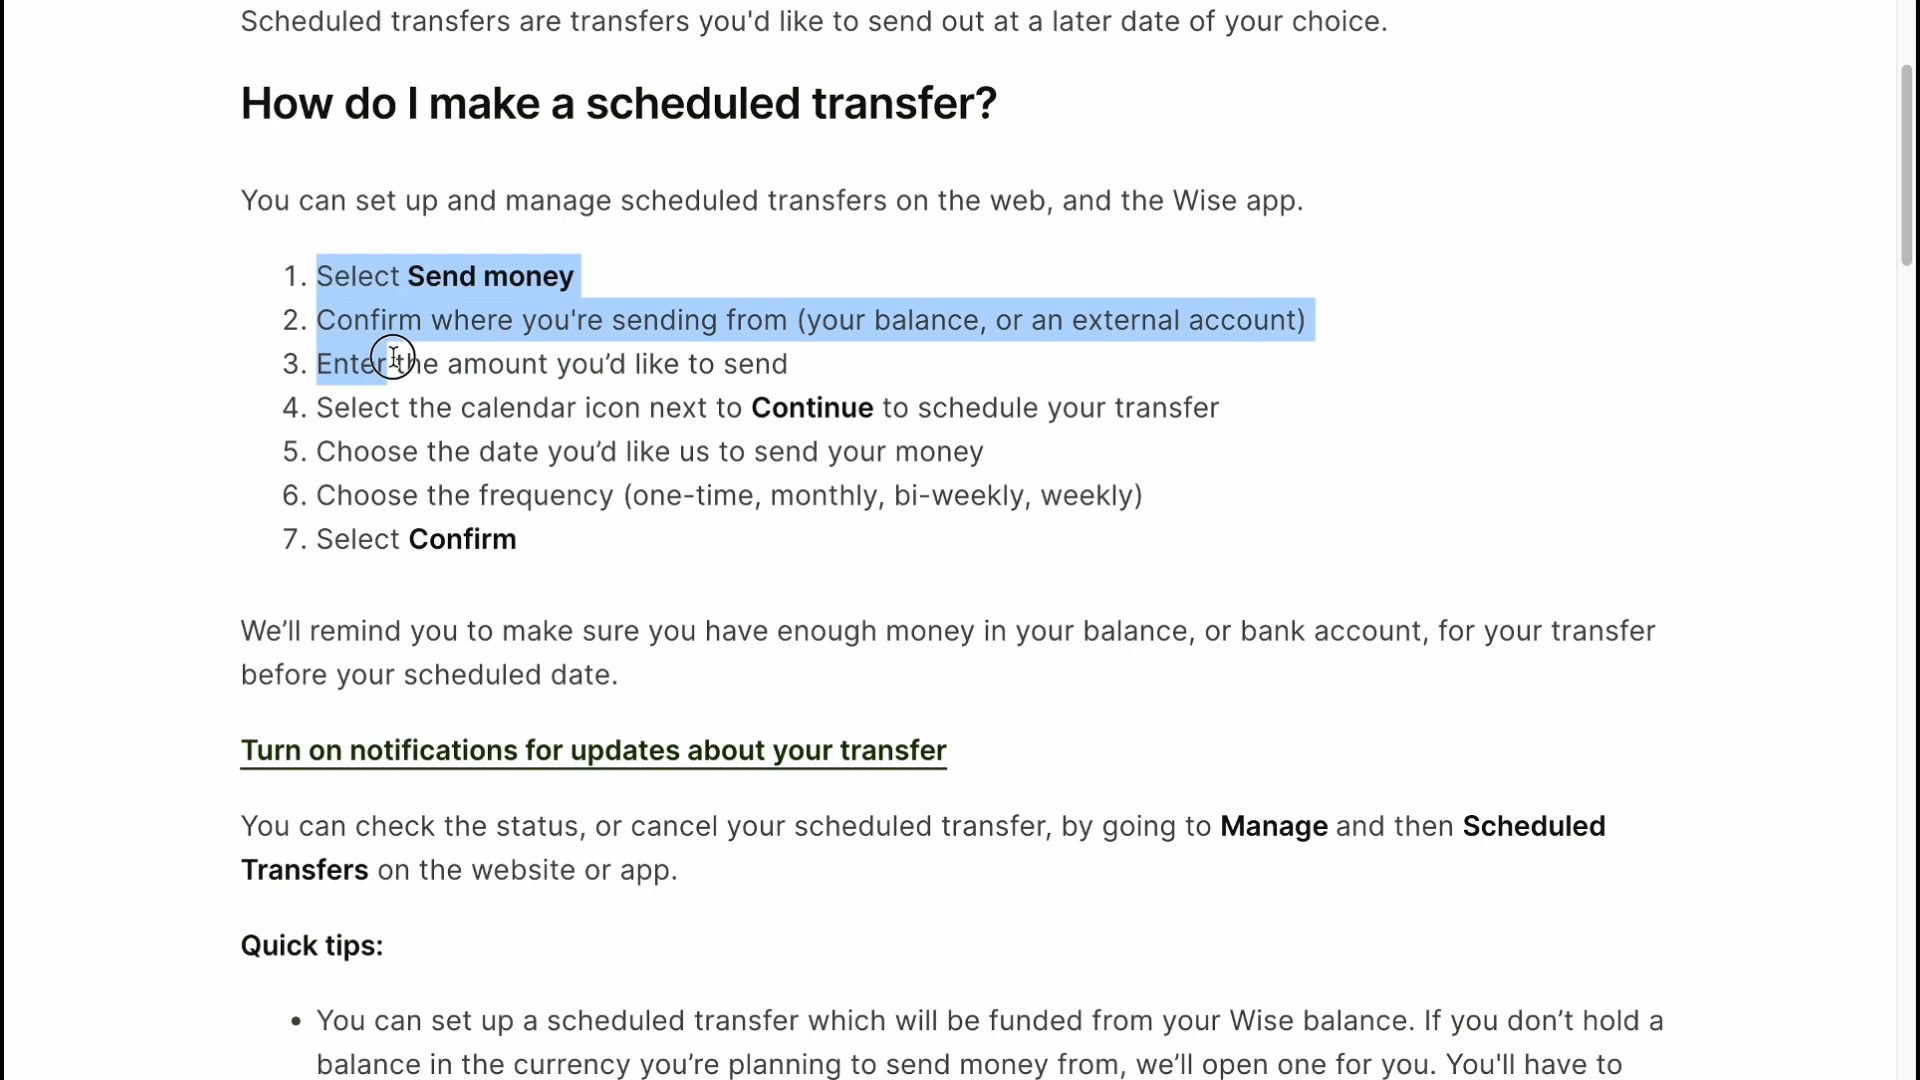 Scheduled transfers are transfers you'd like to send out at a later date of your choice.
How do I make a scheduled transfer?
You can set up and manage scheduled transfers on the web, and the Wise app.
1. Select Send money
2. Confirm where you're sending from (your balance, or an external account)
3. Enter the amount you’d like to send
4. Select the calendar icon next to Continue to schedule your transfer
5. Choose the date you’d like us to send your money
6. Choose the frequency (one-time, monthly, bi-weekly, weekly)
7. Select Confirm
We’ll remind you to make sure you have enough money in your balance, or bank account, for your transfer
before your scheduled date.
Turn on notifications for updates about your transfer
You can check the status, or cancel your scheduled transfer, by going to Manage and then Scheduled
Transfers on the website or app.
Quick tips:
• You can set up a scheduled transfer which will be funded from your Wise balance. If you don’t hold a
balance in the currency you’re planning to send money from, we’ll open one for you. You'll have to